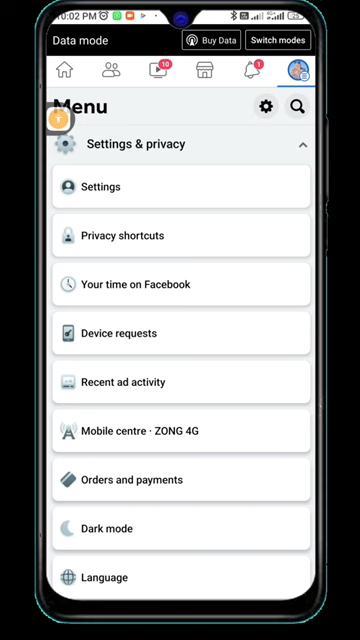 10:02 PM
Data mode
Buy Data
Switch modes
10
1
Menu
Settings & privacy
Settings
Privacy shortcuts
Your time on Facebook
Device requests
Recent ad activity
Mobile centre · ZONG 4G
Orders and payments
Dark mode
Language